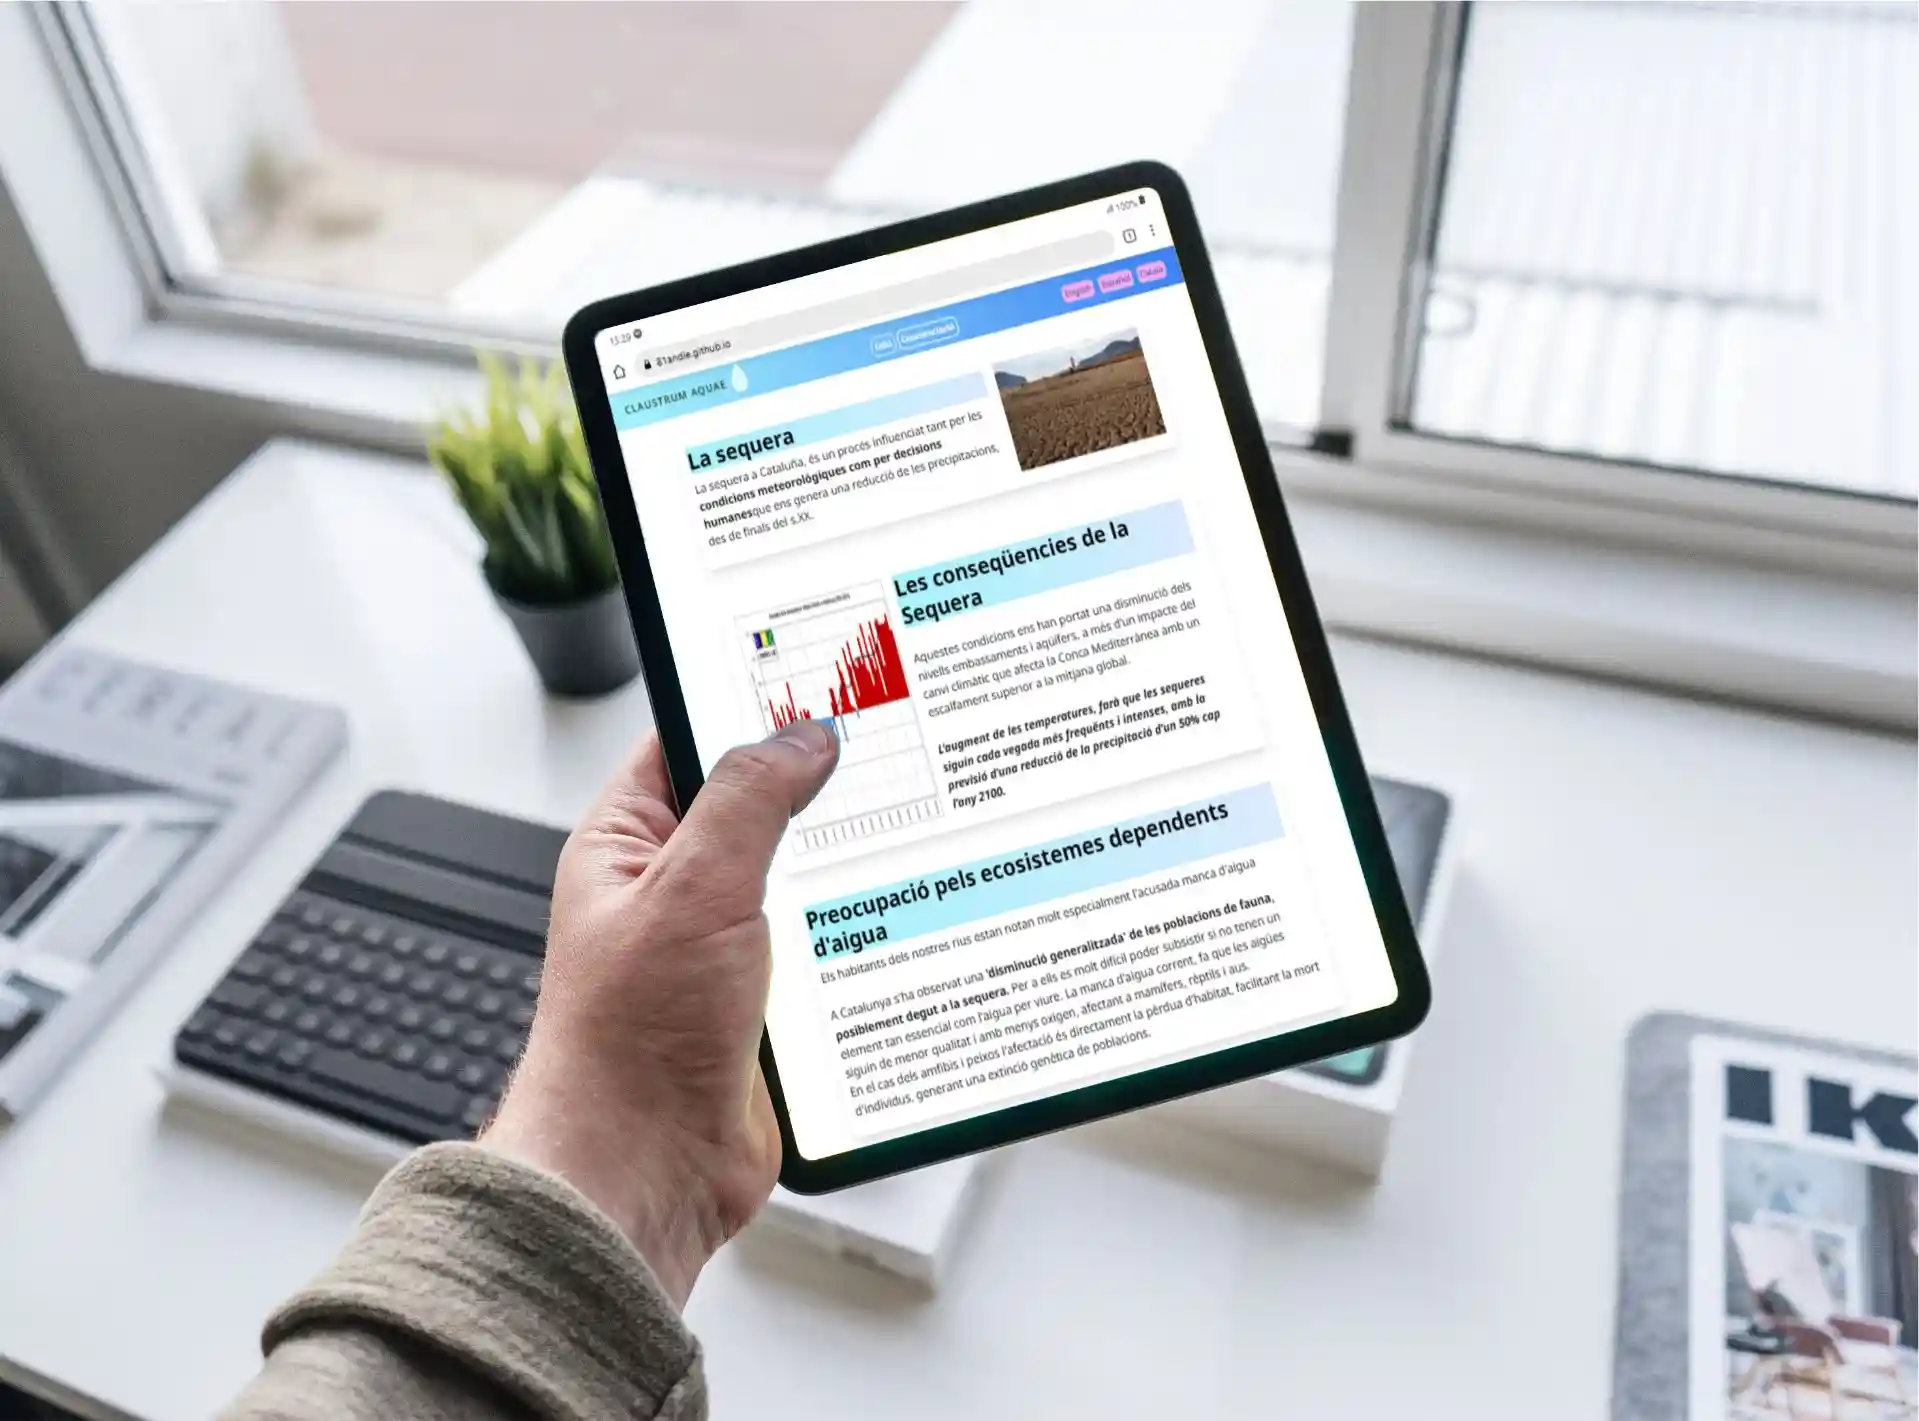 13:29
100%
1
81andle.github.io
CLAUSTRUM AQUAE
English Español Català
La sequera
La sequera a Cataluña, és un procés influenciat tant per les
condicions meteorològiques com per decisions
humanesque ens genera una reducció de les precipitacions,
des de finals del s.XX.
Les conseqüencies de la
Sequera
Aquestes condicions ens han portat una disminució dels
nivells embassaments i aqüífers, a més d'un impacte del
canvi climàtic que afecta la Conca Mediterrànea amb un
escalfament superior a la mitjana global.
L'augment de les temperatures, farà que les sequeres
siguin cada vegada més freqüents i intenses, amb la
previsió d'una reducció de la precipitació d'un 50% cap
l'any 2100.
Preocupació pels ecosistemes dependents
d'aigua
Els habitants dels nostres rius estan notan molt especialment l'acusada manca d'aigua
A Catalunya s'ha observat una 'disminució generalitzada' de les poblacions de fauna,
posiblement degut a la sequera. Per a ells es molt difícil poder subsistir si no tenen un
element tan essencial com l'aigua per viure. La manca d'aigua corrent, fa que les aigües
siguin de menor qualitat i amb menys oxigen, afectant a mamífers, rèptils i aus.
En el cas dels amfibis i peixos l'afectació és directament la pèrdua d'habitat, facilitant la mort
d'individus, generant una extinció genètica de poblacions.
CEREAL
IK